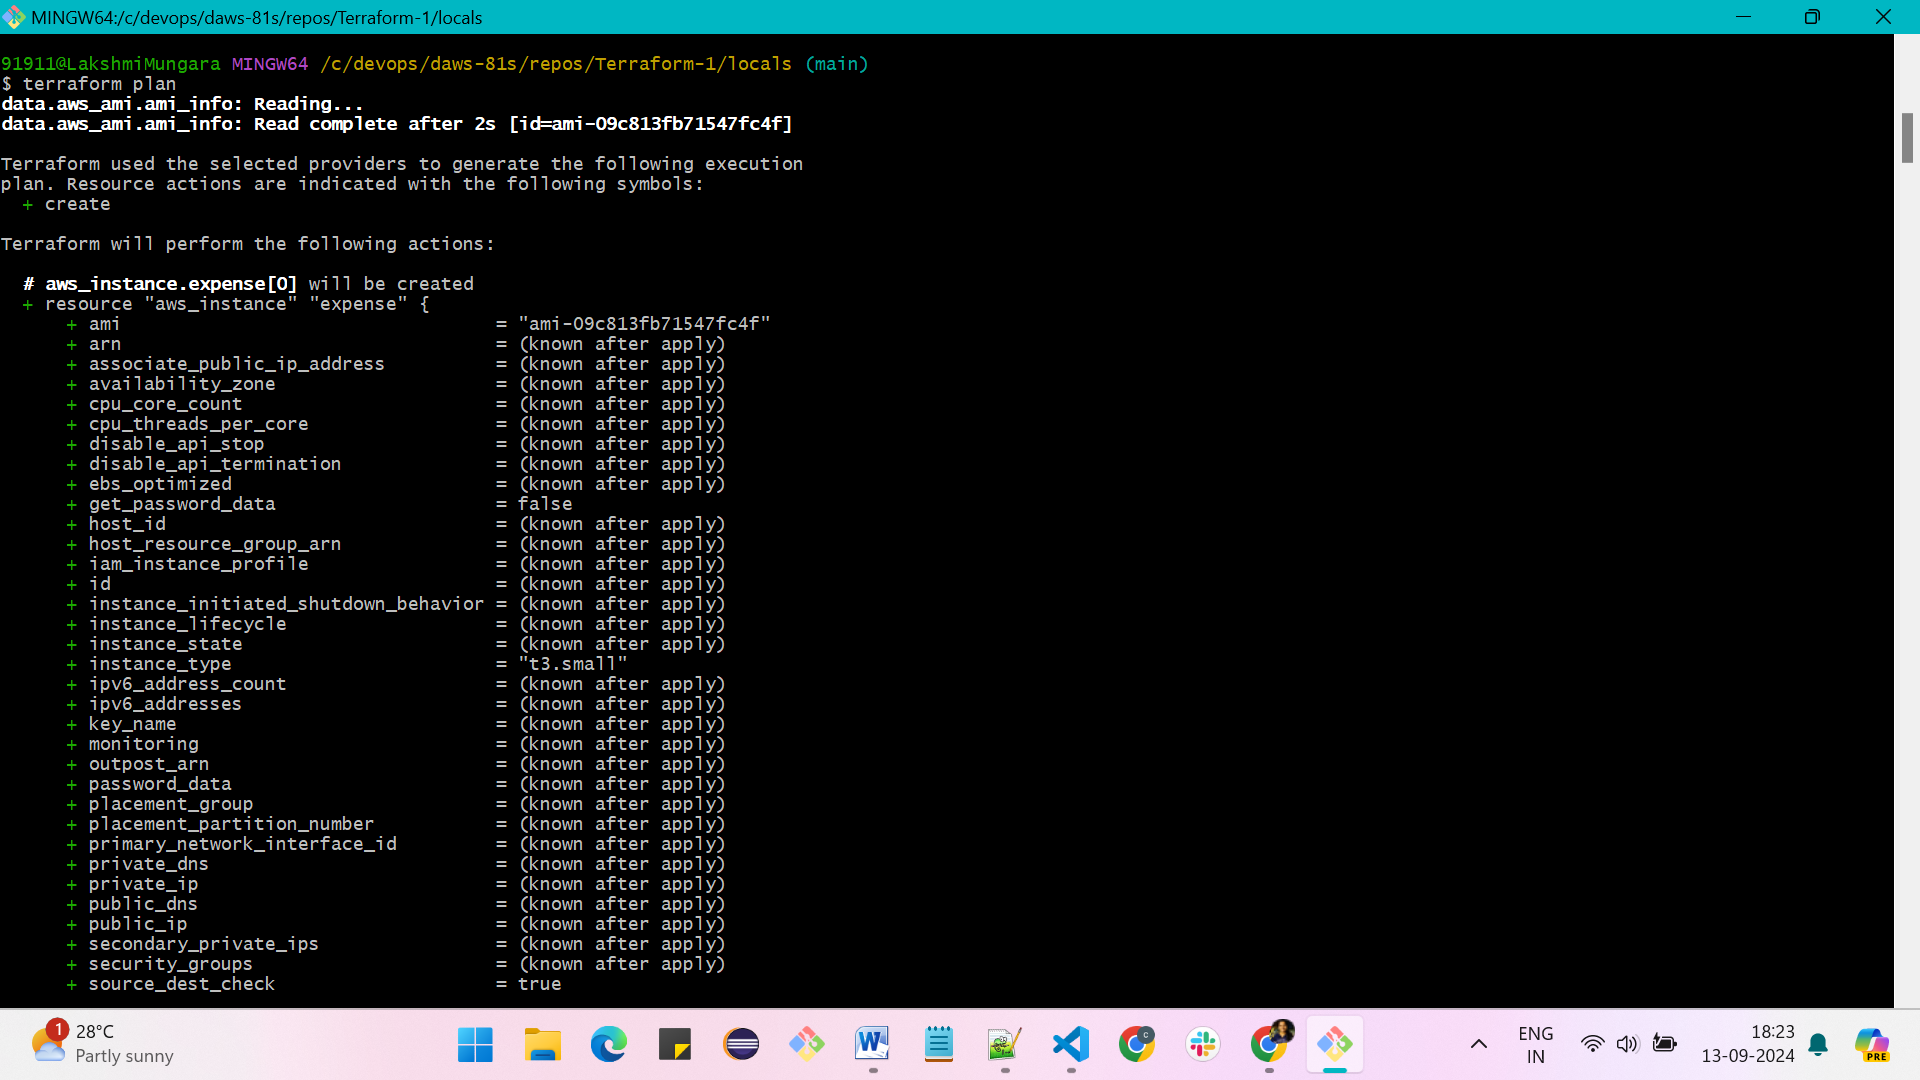 MINGW64:/c/devops/daws-81s/repos/Terraform-1/locals
91911@LakshmiMungara MINGW64 /c/devops/daws-81s/repos/Terraform-1/locals (main)
$ terraform plan
data.aws_ami.ami_info: Reading...
data.aws_ami.ami_info: Read complete after 2s [id=ami-09c813fb71547fc4f]
Terraform used the selected providers to generate the following execution
plan. Resource actions are indicated with the following symbols:
  + create
Terraform will perform the following actions:
  # aws_instance.expense[0] will be created
  + resource "aws_instance" "expense" {
      + ami                                  = "ami-09c813fb71547fc4f"
      + arn                                  = (known after apply)
      + associate_public_ip_address          = (known after apply)
      + availability_zone                    = (known after apply)
      + cpu_core_count                       = (known after apply)
      + cpu_threads_per_core                 = (known after apply)
      + disable_api_stop                     = (known after apply)
      + disable_api_termination              = (known after apply)
      + ebs_optimized                        = (known after apply)
      + get_password_data                    = false
      + host_id                              = (known after apply)
      + host_resource_group_arn              = (known after apply)
      + iam_instance_profile                 = (known after apply)
      + id                                   = (known after apply)
      + instance_initiated_shutdown_behavior = (known after apply)
      + instance_lifecycle                   = (known after apply)
      + instance_state                       = (known after apply)
      + instance_type                        = "t3.small"
      + ipv6_address_count                   = (known after apply)
      + ipv6_addresses                       = (known after apply)
      + key_name                             = (known after apply)
      + monitoring                           = (known after apply)
      + outpost_arn                          = (known after apply)
      + password_data                        = (known after apply)
      + placement_group                      = (known after apply)
      + placement_partition_number           = (known after apply)
      + primary_network_interface_id         = (known after apply)
      + private_dns                          = (known after apply)
      + private_ip                           = (known after apply)
      + public_dns                           = (known after apply)
      + public_ip                            = (known after apply)
      + secondary_private_ips                = (known after apply)
      + security_groups                      = (known after apply)
      + source_dest_check                    = true
1
28°C
Partly sunny
W
c
ENG
IN
18:23
13-09-2024
PRE